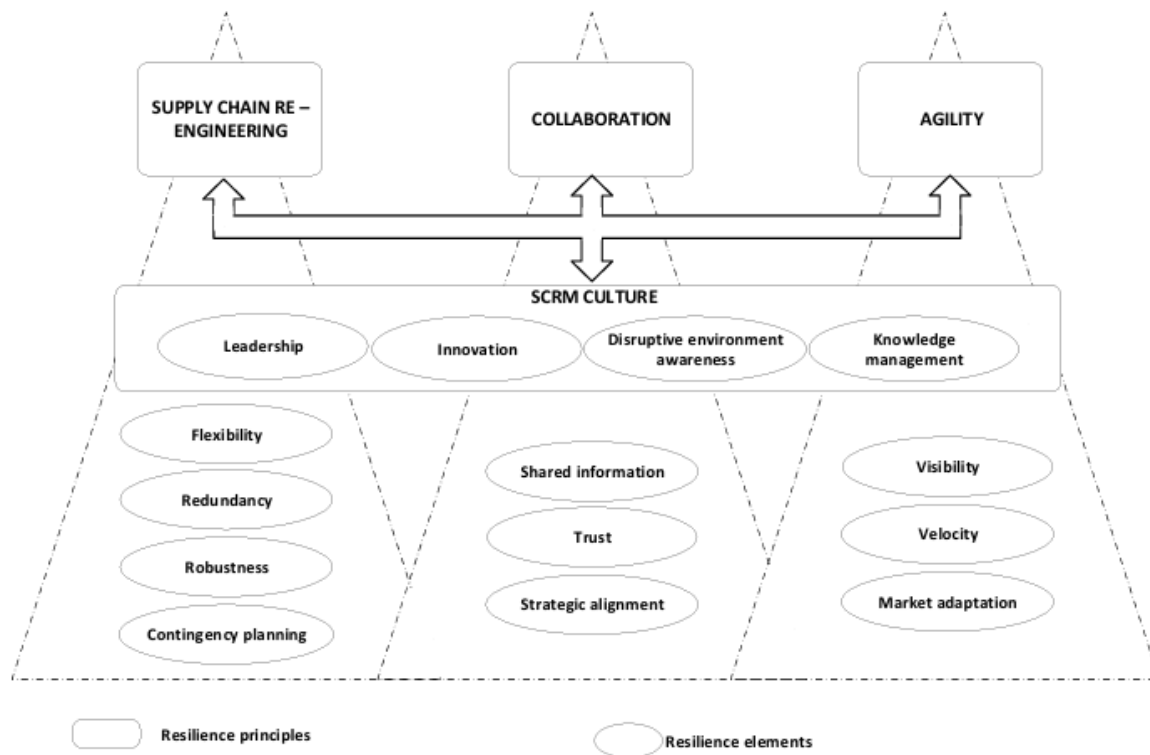 SUPPLY CHAIN RE –
ENGINEERING
COLLABORATION
AGILITY
SCRM CULTURE
Leadership
Innovation
Disruptive environment
awareness
Knowledge
management
Flexibility
Redundancy
Robustness
Contingency planning
Shared information
Trust
Strategic alignment
Visibility
Velocity
Market adaptation
Resilience principles
Resilience elements